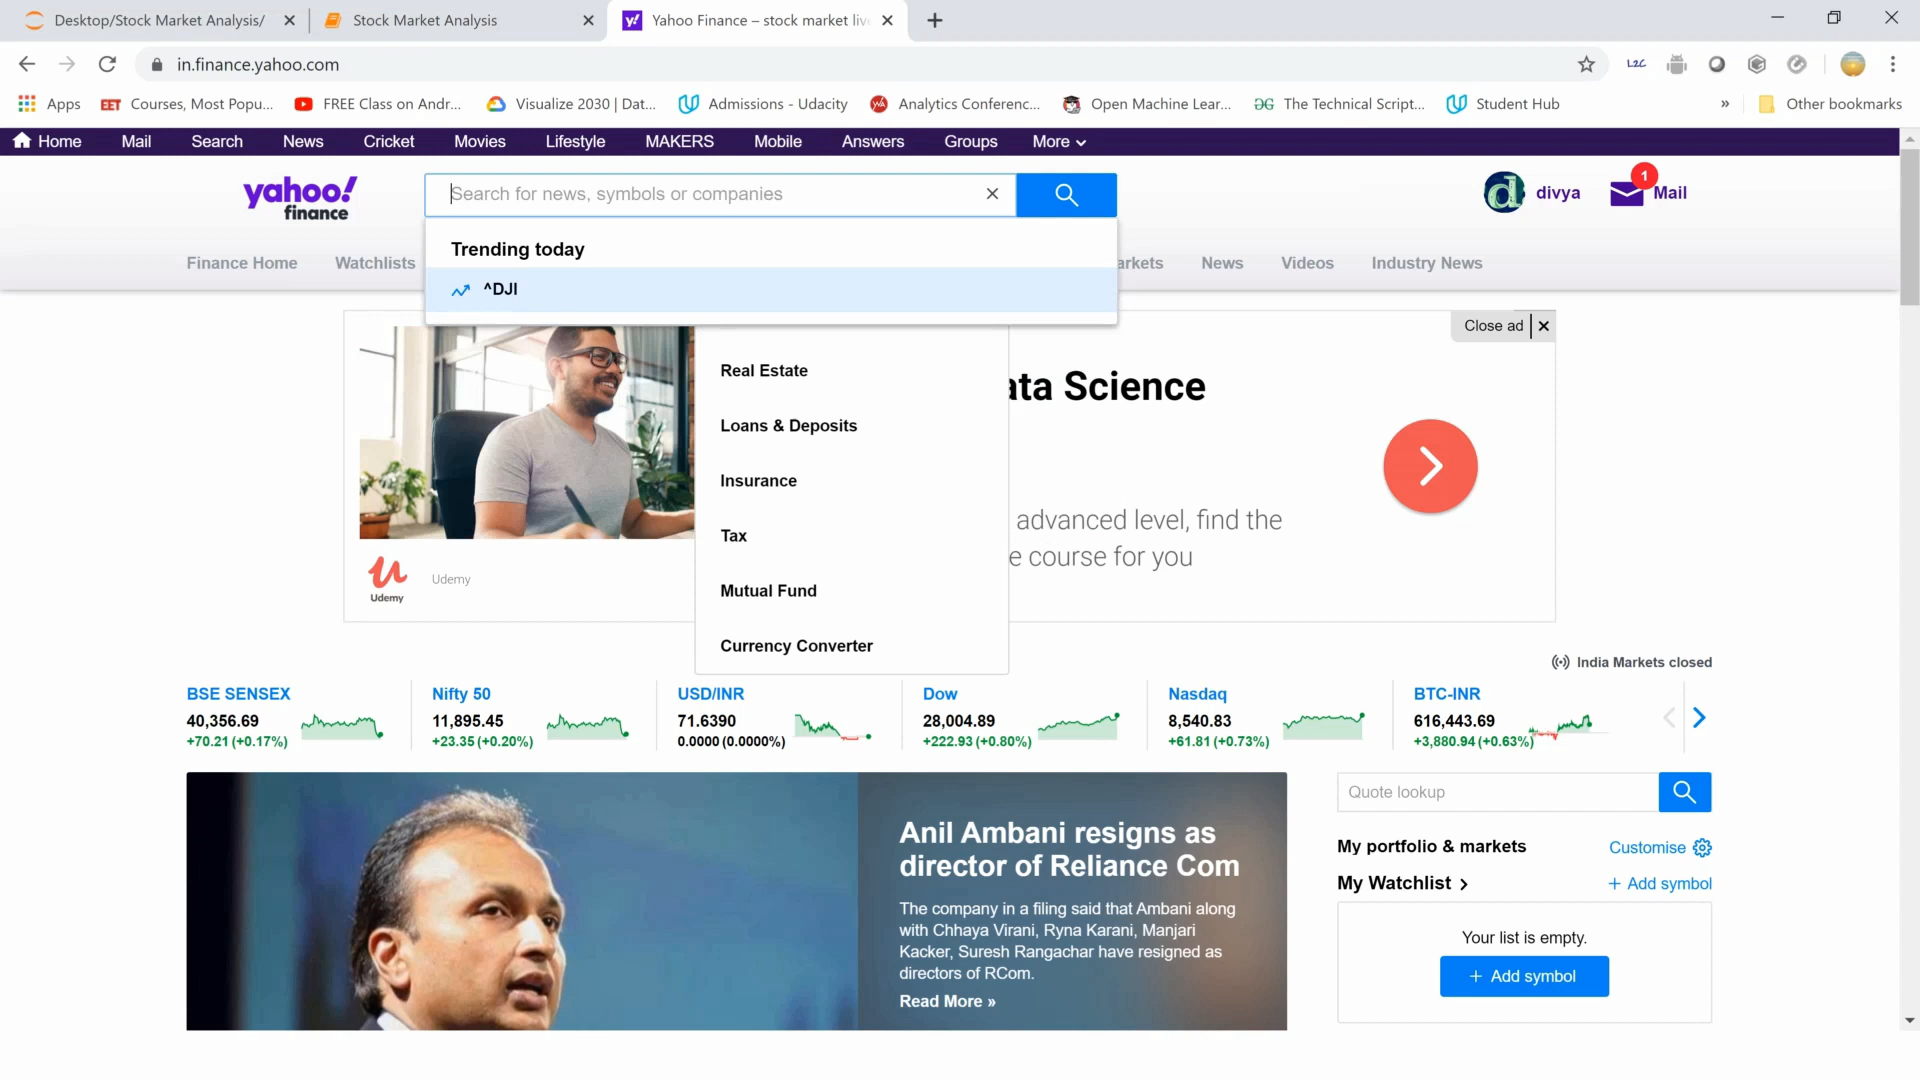 Desktop/Stock Market Analysis/
Stock Market Analysis
Yahoo Finance – stock market liv
in.finance.yahoo.com
L2C
Apps
EET Courses, Most Popu...
FREE Class on Andr...
Visualize 2030 | Dat...
Admissions - Udacity
Analytics Conferenc...
Open Machine Lear...
The Technical Script...
Student Hub
»
Other bookmarks
Home
Mail
Search
News
Cricket
Movies
Lifestyle
MAKERS
Mobile
Answers
Groups
More
yahoo!
finance
Search for news, symbols or companies
d
divya
1
Mail
Trending today
^DJI
Finance Home
Watchlists
arkets
News
Videos
Industry News
Close ad
Real Estate
Loans & Deposits
Insurance
Tax
Mutual Fund
Currency Converter
ata Science
advanced level, find the
e course for you
Udemy
Udemy
India Markets closed
BSE SENSEX
40,356.69
+70.21 (+0.17%)
Nifty 50
11,895.45
+23.35 (+0.20%)
USD/INR
71.6390
0.0000 (0.0000%)
Dow
28,004.89
+222.93 (+0.80%)
Nasdaq
8,540.83
+61.81 (+0.73%)
BTC-INR
616,443.69
+3,880.94 (+0.63%)
Anil Ambani resigns as
director of Reliance Com
The company in a filing said that Ambani along
with Chhaya Virani, Ryna Karani, Manjari
Kacker, Suresh Rangachar have resigned as
directors of RCom.
Read More »
Quote lookup
My portfolio & markets
Customise
My Watchlist
+ Add symbol
Your list is empty.
+ Add symbol